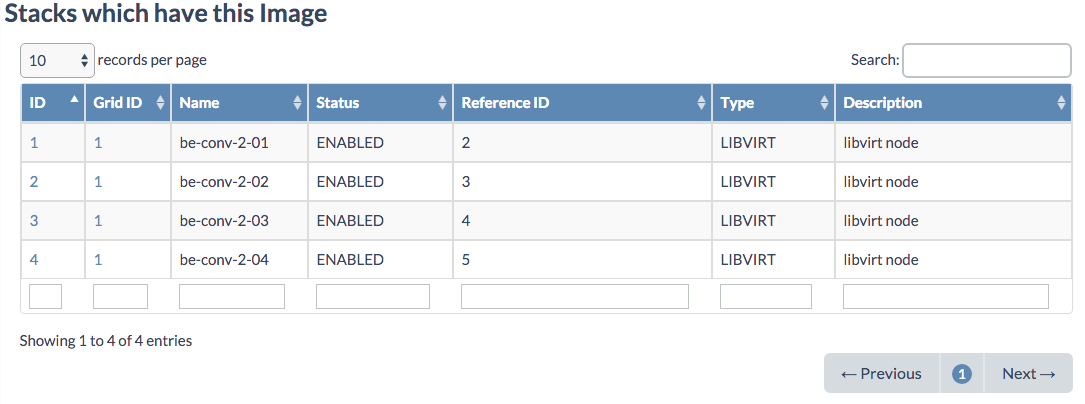 Stacks which have this Image
10 records per page Search:
ID Grid ID Name Status Reference ID Type Description
1 1 be-conv-2-01 ENABLED 2 LIBVIRT libvirt node
2 1 be-conv-2-02 ENABLED 3 LIBVIRT libvirt node
3 1 be-conv-2-03 ENABLED 4 LIBVIRT libvirt node
4 1 be-conv-2-04 ENABLED 5 LIBVIRT libvirt node
Showing 1 to 4 of 4 entries
← Previous 1 Next →